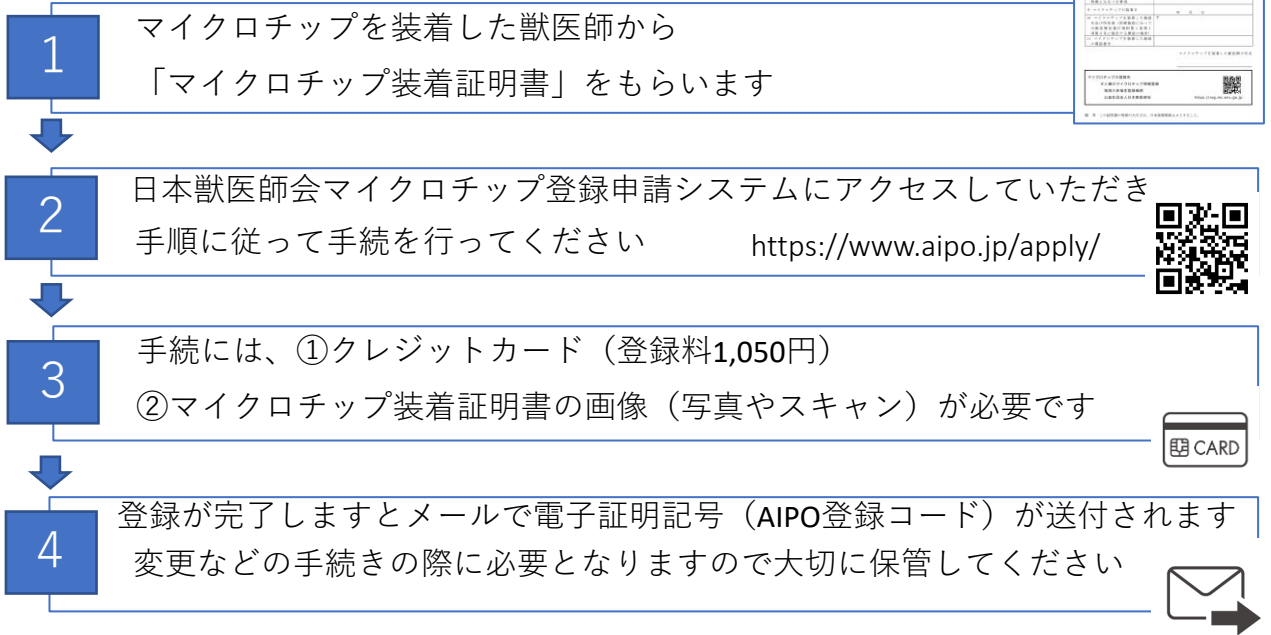 1
マイクロチップを装着した獣医師から
「マイクロチップ装着証明書」をもらいます
2
日本獣医師会マイクロチップ登録申請システムにアクセスしていただき
手順に従って手続を行ってください https://www.aipo.jp/apply/
3
手続には、①クレジットカード（登録料1,050円）
②マイクロチップ装着証明書の画像（写真やスキャン）が必要です
CARD
4
登録が完了しますとメールで電子証明記号（AIPO登録コード）が送付されます
変更などの手続きの際に必要となりますので大切に保管してください